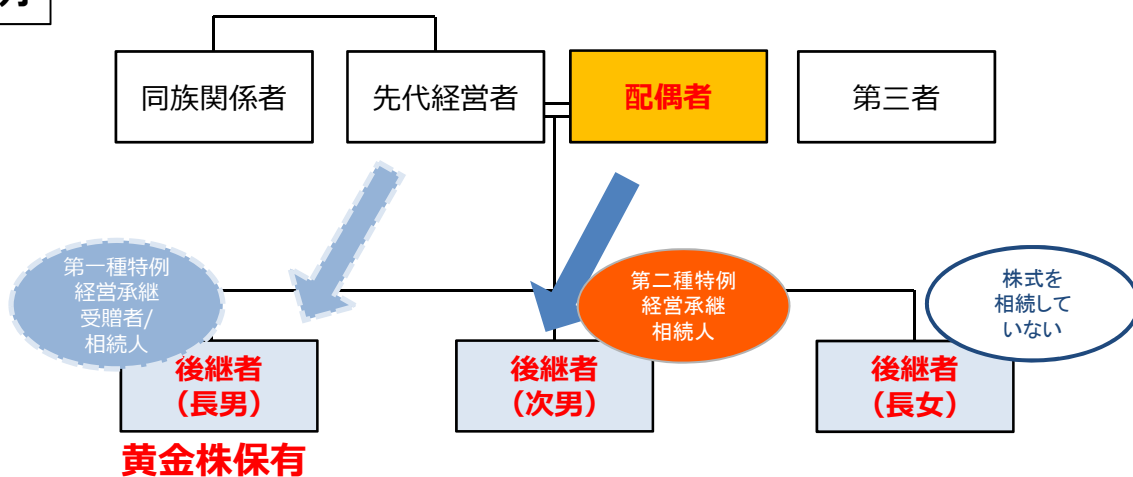 同族関係者
先代経営者
配偶者
第三者
第一種特例
経営承継
受贈者/
相続人
第二種特例
経営承継
相続人
株式を
相続して
いない
後継者
（長男）
後継者
（次男）
後継者
（長女）
黄金株保有